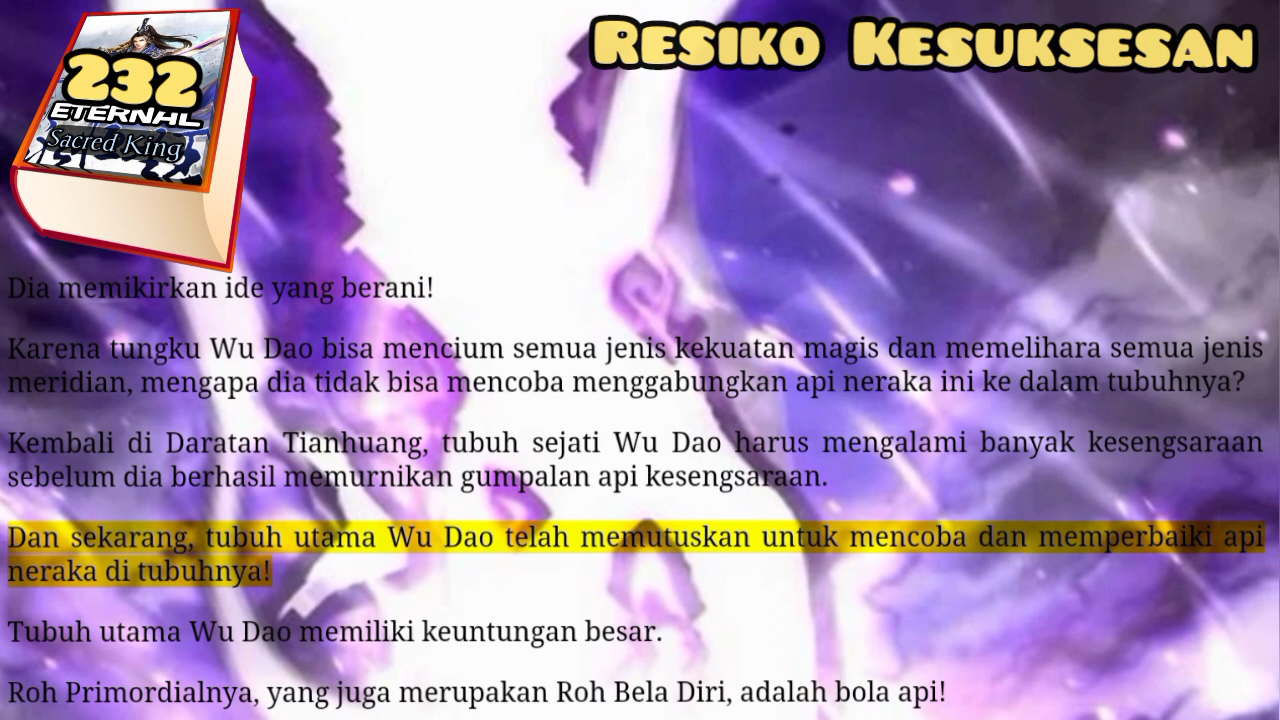 Resiko Kesuksesan
232
ETERNAL
Sacred King
Dia memikirkan ide yang berani!
Karena tungku Wu Dao bisa mencium semua jenis kekuatan magis dan memelihara semua jenis
meridian, mengapa dia tidak bisa mencoba menggabungkan api neraka ini ke dalam tubuhnya?
Kembali di Daratan Tianhuang, tubuh sejati Wu Dao harus mengalami banyak kesengsaraan
sebelum dia berhasil memurnikan gumpalan api kesengsaraan.
Dan sekarang, tubuh utama Wu Dao telah memutuskan untuk mencoba dan memperbaiki api
neraka di tubuhnya!
Tubuh utama Wu Dao memiliki keuntungan besar.
Roh Primordialnya, yang juga merupakan Roh Bela Diri, adalah bola api!